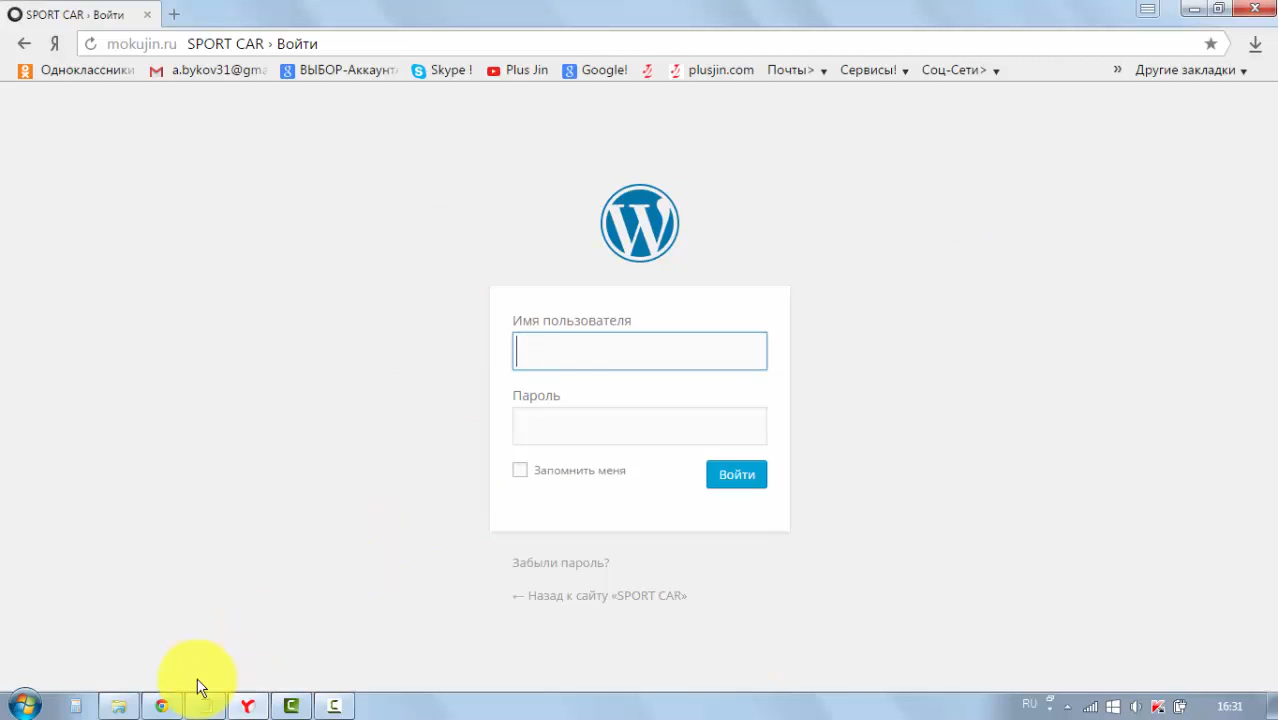 SPORT CAR › Войти
mokujin.ru SPORT CAR › Войти
Одноклассники a.bykov31@gma ВЫБОР-Аккаунт Skype ! Plus Jin Google! plusjin.com Почты> Сервисы! Соц-Сети> » Другие закладки
Имя пользователя
Пароль
Запомнить меня Войти
Забыли пароль?
← Назад к сайту «SPORT CAR»
RU 16:31